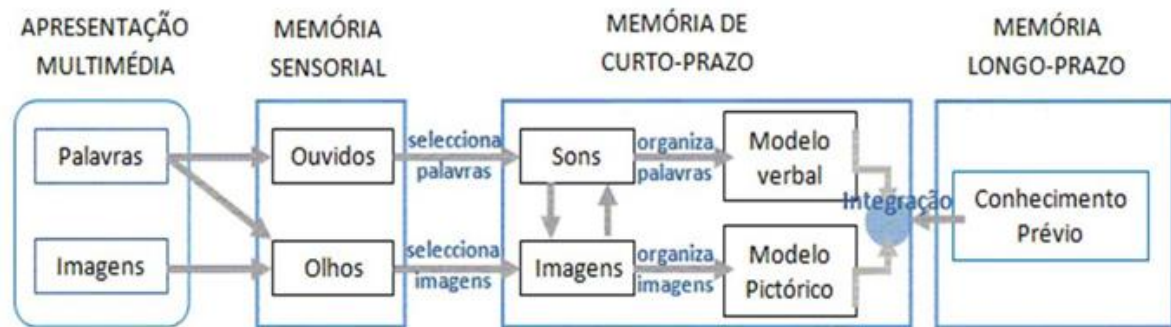 APRESENTAÇÃO
MULTIMÉDIA
MEMÓRIA
SENSORIAL
MEMÓRIA DE
CURTO-PRAZO
MEMÓRIA
LONGO-PRAZO
Palavras
Ouvidos
selecciona
palavras
Sons
organiza
palavras
Modelo
verbal
Integração
Conhecimento
Prévio
Imagens
Olhos
selecciona
imagens
Imagens
organiza
imagens
Modelo
Pictórico